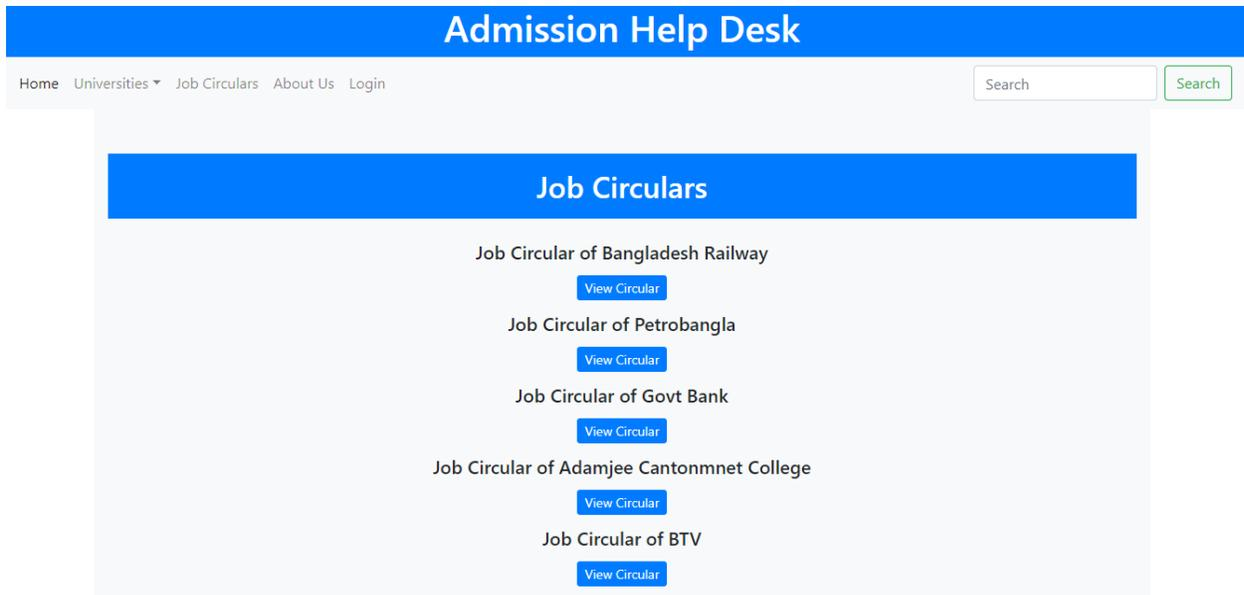 Admission Help Desk
Home Universities Job Circulars About Us Login Search Search
Job Circulars
Job Circular of Bangladesh Railway
View Circular
Job Circular of Petrobangla
View Circular
Job Circular of Govt Bank
View Circular
Job Circular of Adamjee Cantonmnet College
View Circular
Job Circular of BTV
View Circular